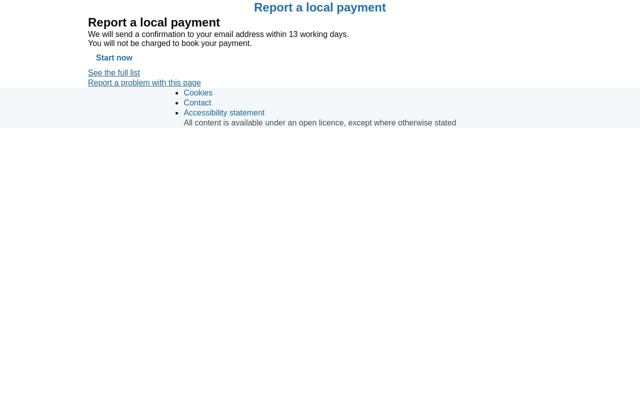 Report a local payment
Report a local payment
We will send a confirmation to your email address within 13 working days.
You will not be charged to book your payment.
Start now
See the full list
Report a problem with this page
Cookies
Contact
Accessibility statement
All content is available under an open licence, except where otherwise stated